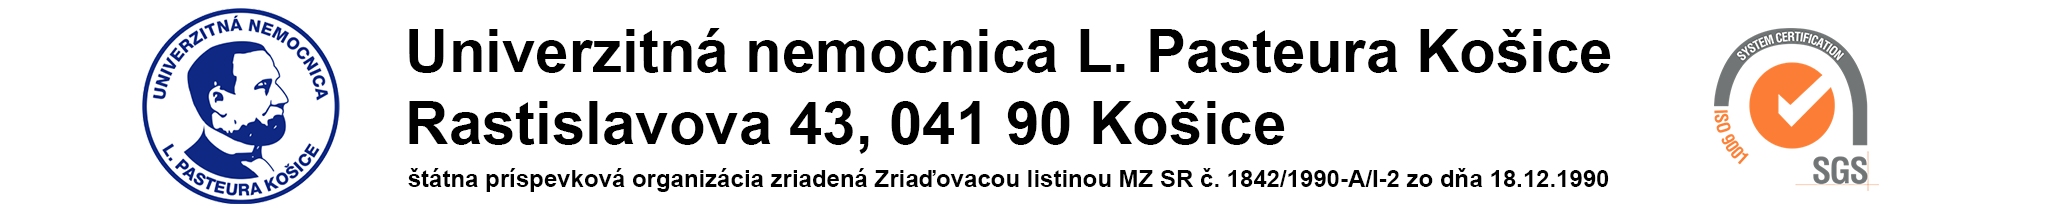 UNIVERZITNÁ NEMOCNICA
L. PASTEURA KOŠICE
Univerzitná nemocnica L. Pasteura Košice
Rastislavova 43, 041 90 Košice
štátna príspevková organizácia zriadená Zriaďovacou listinou MZ SR č. 1842/1990-A/I-2 zo dňa 18.12.1990
SYSTEM CERTIFICATION
ISO 9001
SGS